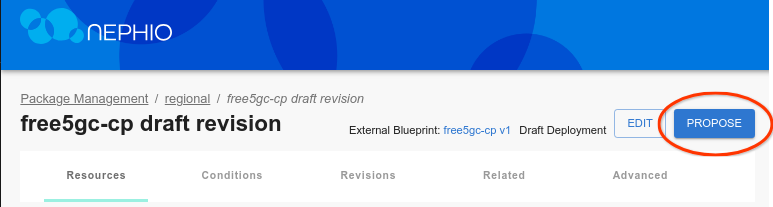 NEPHIO
Package Management / regional / free5gc-cp draft revision
free5gc-cp draft revision
External Blueprint: free5gc-cp v1 Draft Deployment EDIT PROPOSE
Resources Conditions Revisions Related Advanced